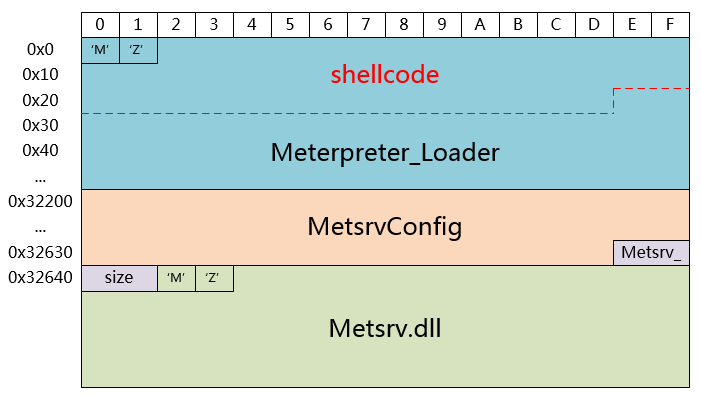 0 1 2 3 4 5 6 7 8 9 A B C D E F
0x0 ‘M’ ‘Z’
0x10 shellcode
0x20
0x30
0x40 Meterpreter_Loader
...
0x32200
... MetsrvConfig
0x32630 Metsrv_
0x32640 size ‘M’ ‘Z’
Metsrv.dll